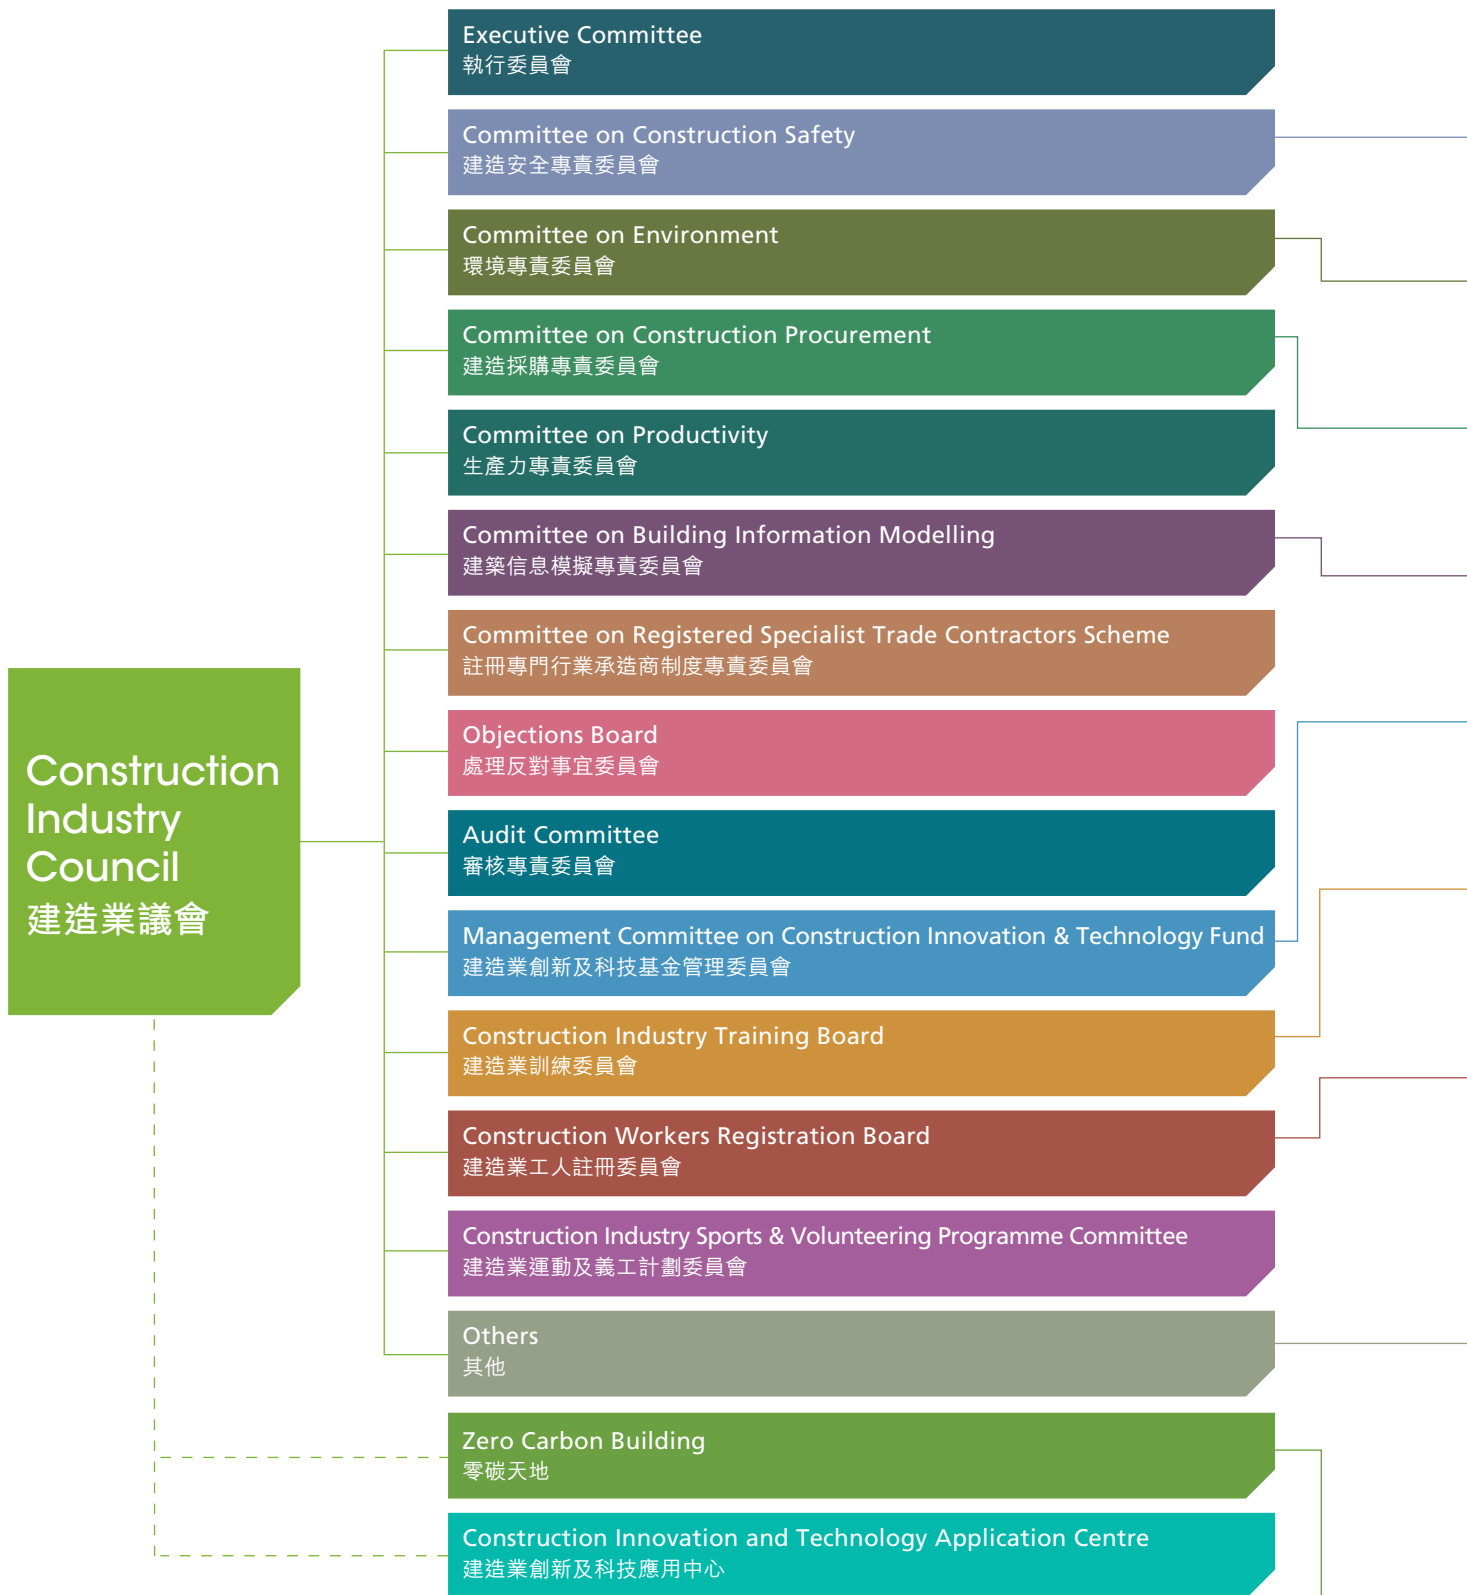 Executive Committee
執行委員會
Committee on Construction Safety
建造安全專責委員會
Committee on Environment
環境專責委員會
Committee on Construction Procurement
建造採購專責委員會
Committee on Productivity
生產力專責委員會
Committee on Building Information Modelling
建築信息模擬專責委員會
Committee on Registered Specialist Trade Contractors Scheme
註冊專門行業承造商制度專責委員會
Objections Board
處理反對事宜委員會
Construction
Industry
Council
建造業議會
Audit Committee
審核專責委員會
Management Committee on Construction Innovation & Technology Fund
建造業創新及科技基金管理委員會
Construction Industry Training Board
建造業訓練委員會
Construction Workers Registration Board
建造業工人註冊委員會
Construction Industry Sports & Volunteering Programme Committee
建造業運動及義工計劃委員會
Others
其他
Zero Carbon Building
零碳天地
Construction Innovation and Technology Application Centre
建造業創新及科技應用中心